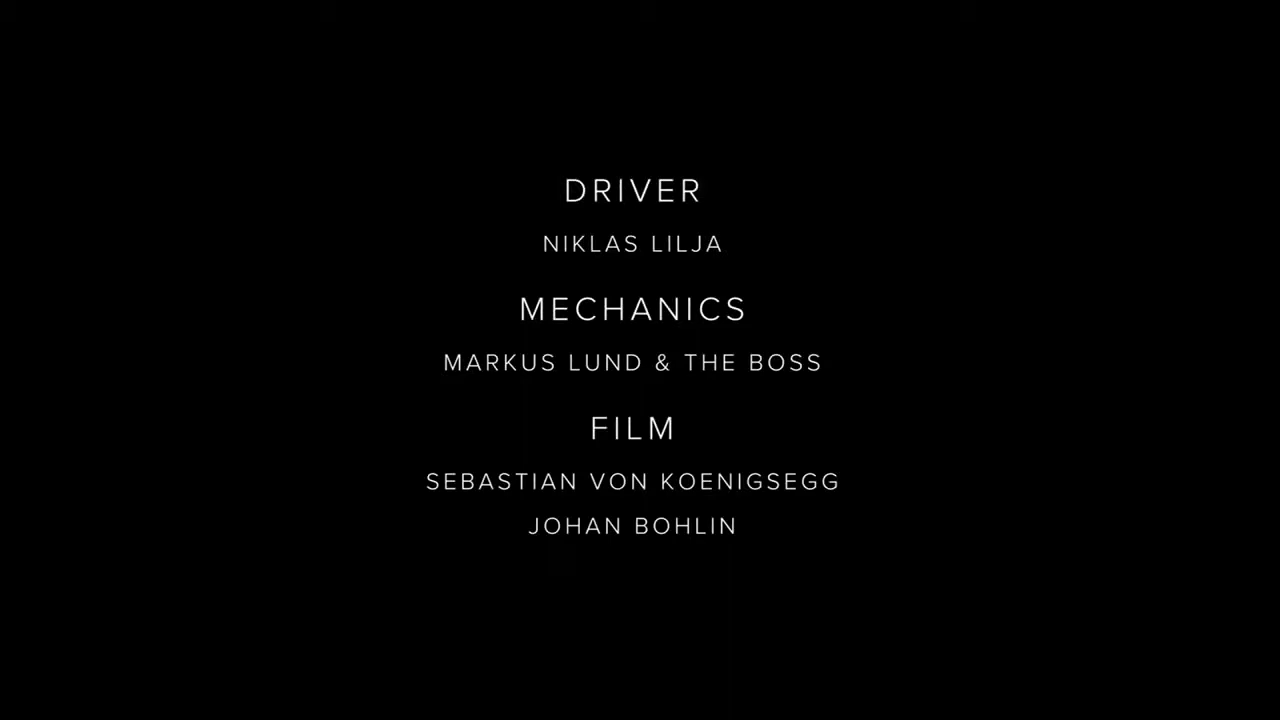 DRIVER
NIKLAS LILJA
MECHANICS
MARKUS LUND & THE BOSS
FILM
SEBASTIAN VON KOENIGSEGG
JOHAN BOHLIN